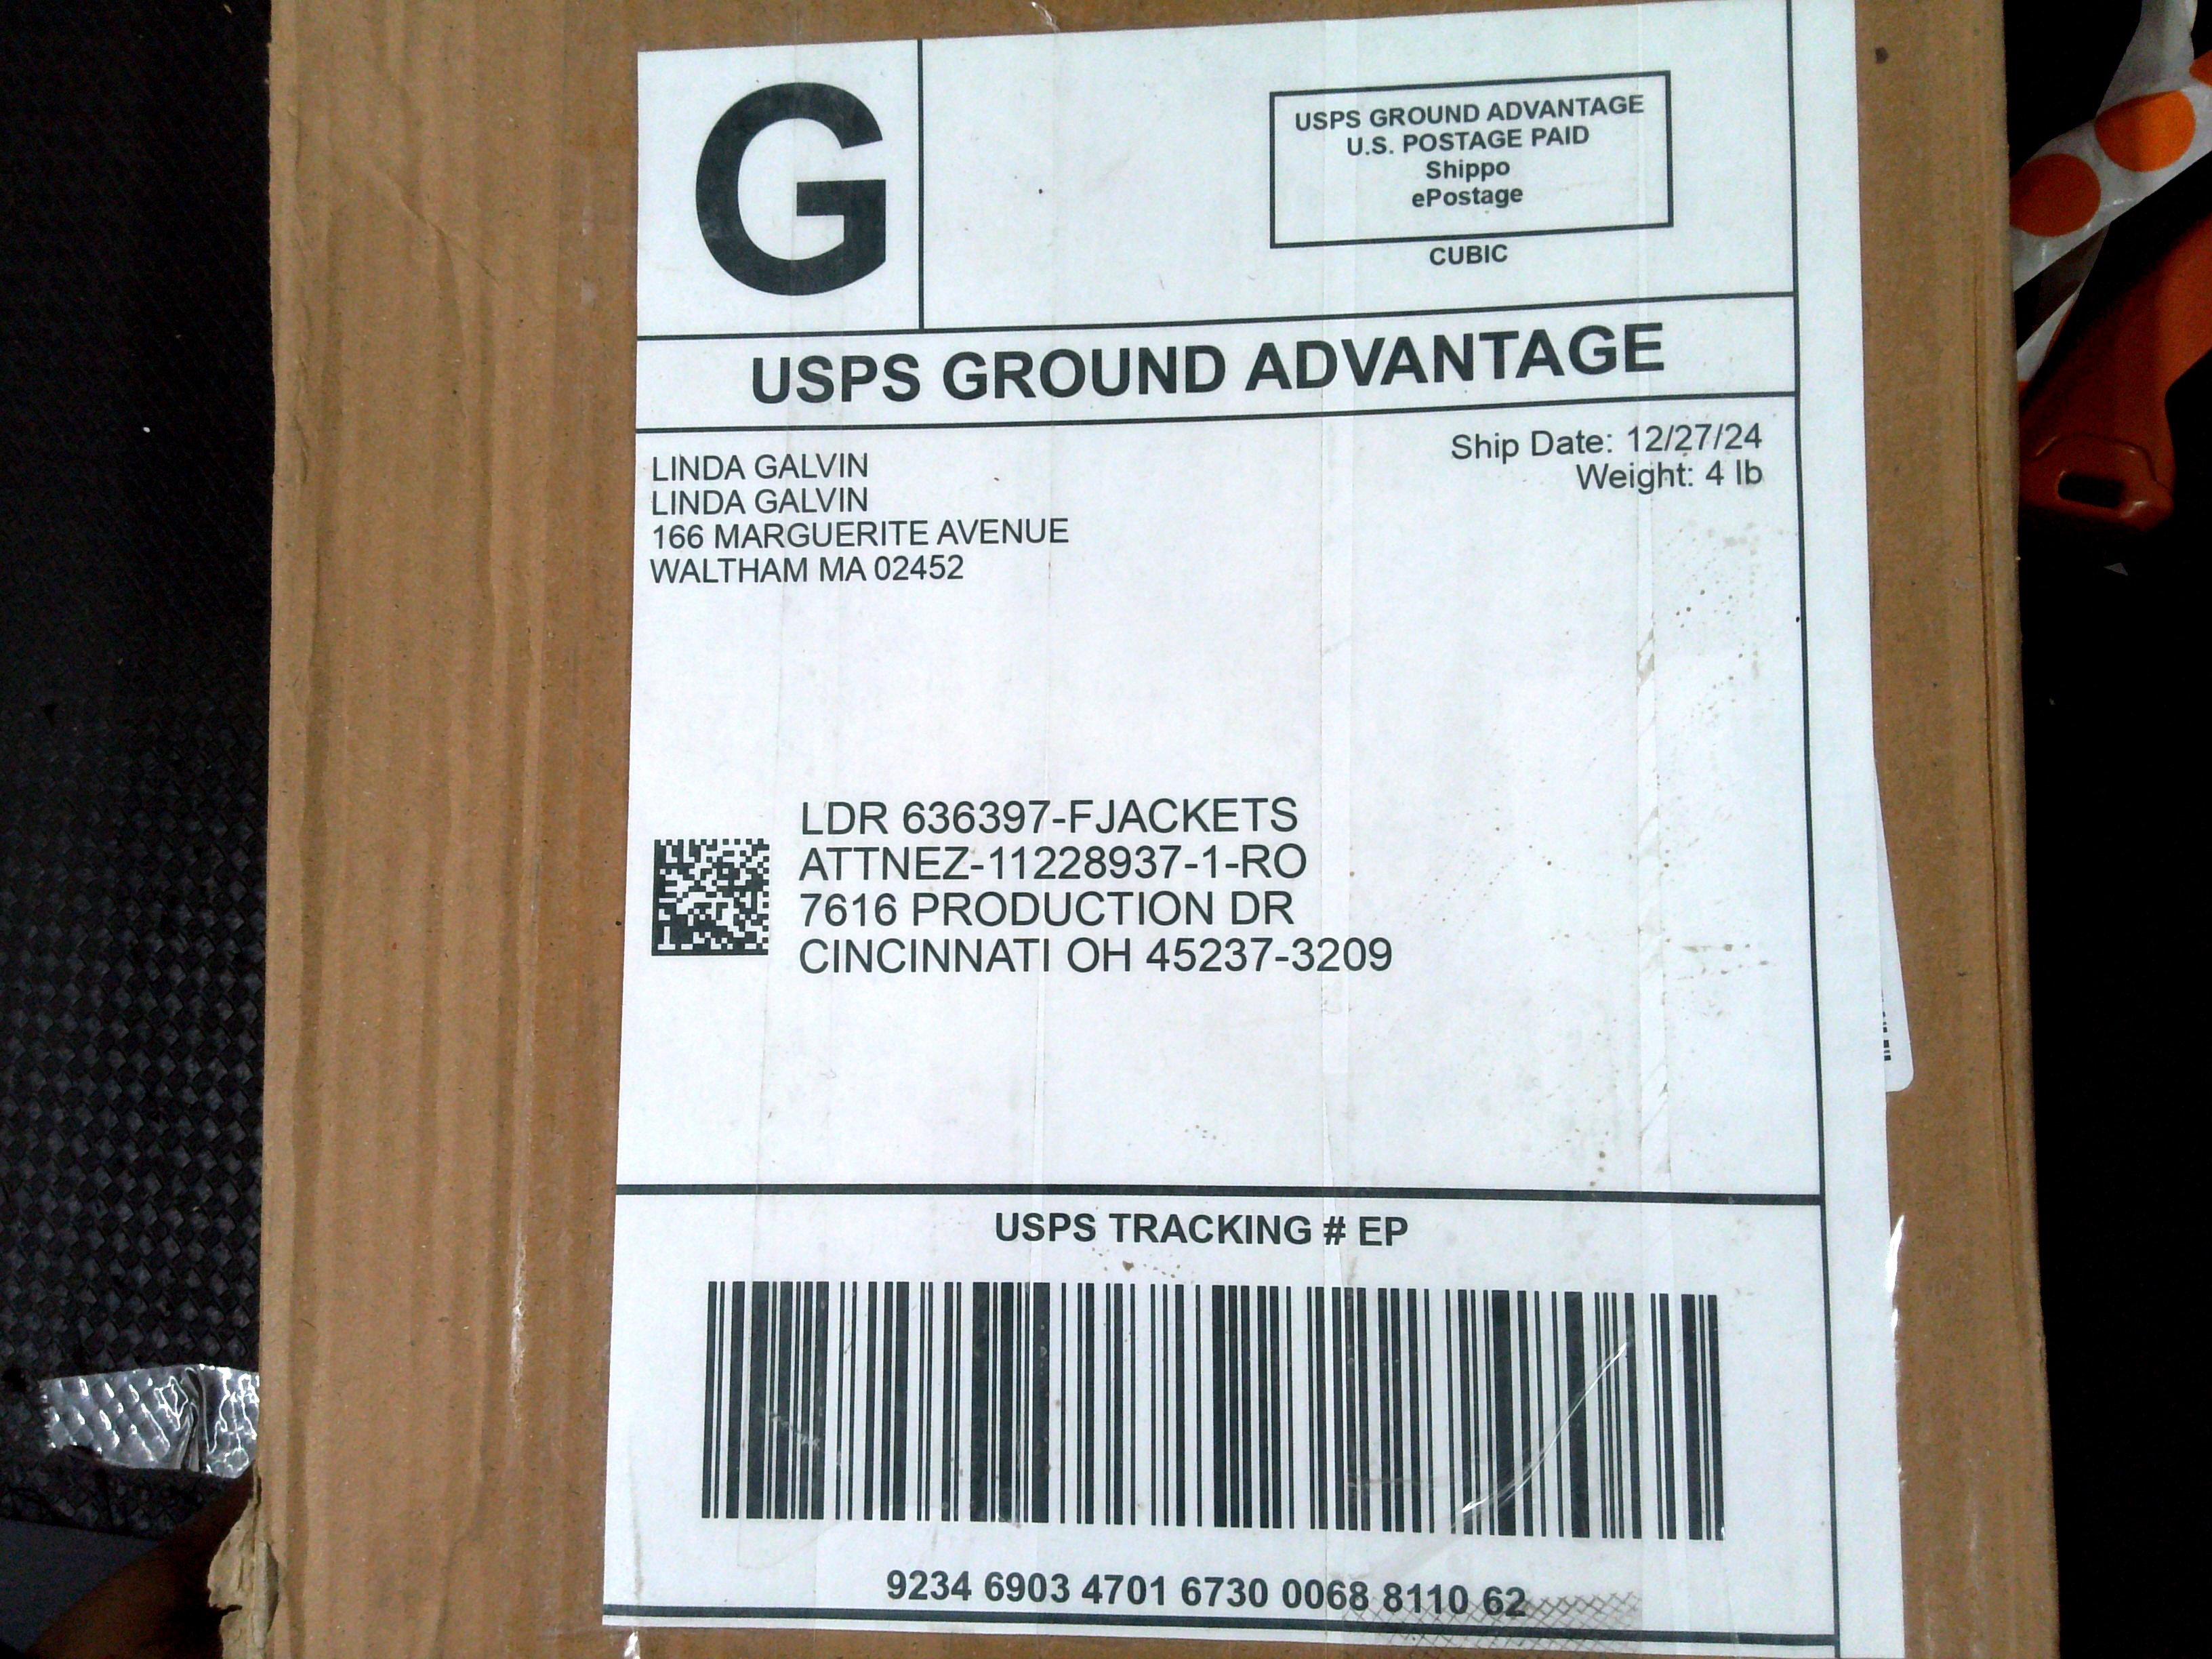 G
USPS GROUND ADVANTAGE
U.S. POSTAGE PAID
Shippo
ePostage
CUBIC
USPS GROUND ADVANTAGE
LINDA GALVIN
LINDA GALVIN
166 MARGUERITE AVENUE
WALTHAM MA 02452
Ship Date: 12/27/24
Weight: 4 lb
LDR 636397-FJACKETS
ATTNEZ-11228937-1-RO
7616 PRODUCTION DR
CINCINNATI OH 45237-3209
USPS TRACKING # EP
9234 6903 4701 6730 0068 8110 62